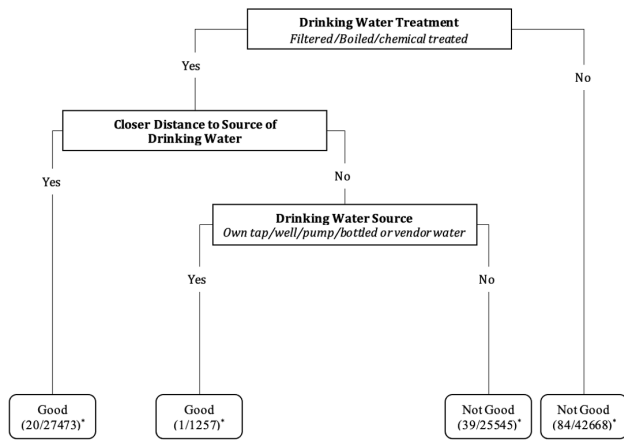 Drinking Water Treatment
Filtered/Boiled/chemical treated
Yes
No
Closer Distance to Source of
Drinking Water
Yes
No
Drinking Water Source
Own tap/well/pump/bottled or vendor water
Yes
No
Good
(20/27473)*
Good
(1/1257)*
Not Good
(39/25545)*
Not Good
(84/42668)*